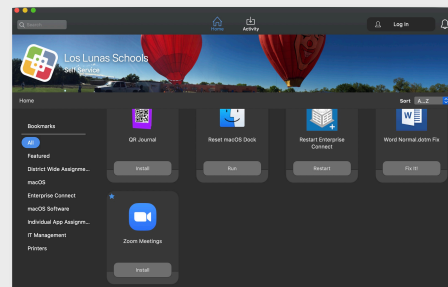 Search
Home
Activity
Log In
Los Lunas Schools
Self Service
Home
Sort
A...Z
Bookmarks
All
Featured
District Wide Assignme...
macOS
Enterprise Connect
macOS Software
Individual App Assignm...
IT Management
Printers
QR Journal
Install
Reset macOS Dock
Run
Restart Enterprise
Connect
Restart
W
Word Normal.dotm Fix
Fix It!
Zoom Meetings
Install